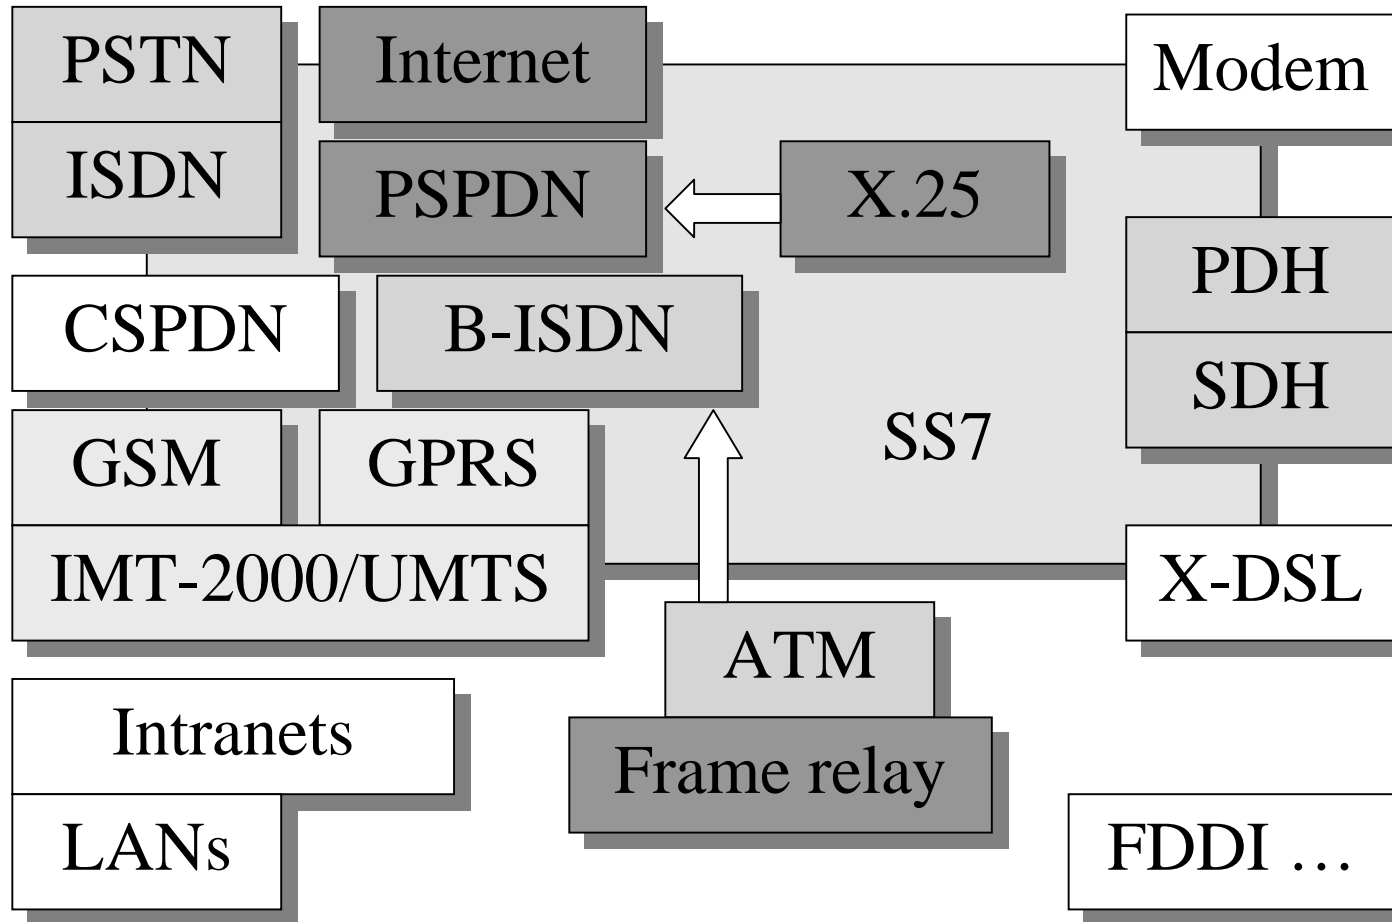 PSTN
Internet
Modem
ISDN
PSPDN
X.25
PDH
CSPDN
B-ISDN
SDH
GSM
GPRS
SS7
IMT-2000/UMTS
X-DSL
ATM
Intranets
Frame relay
LANs
FDDI …